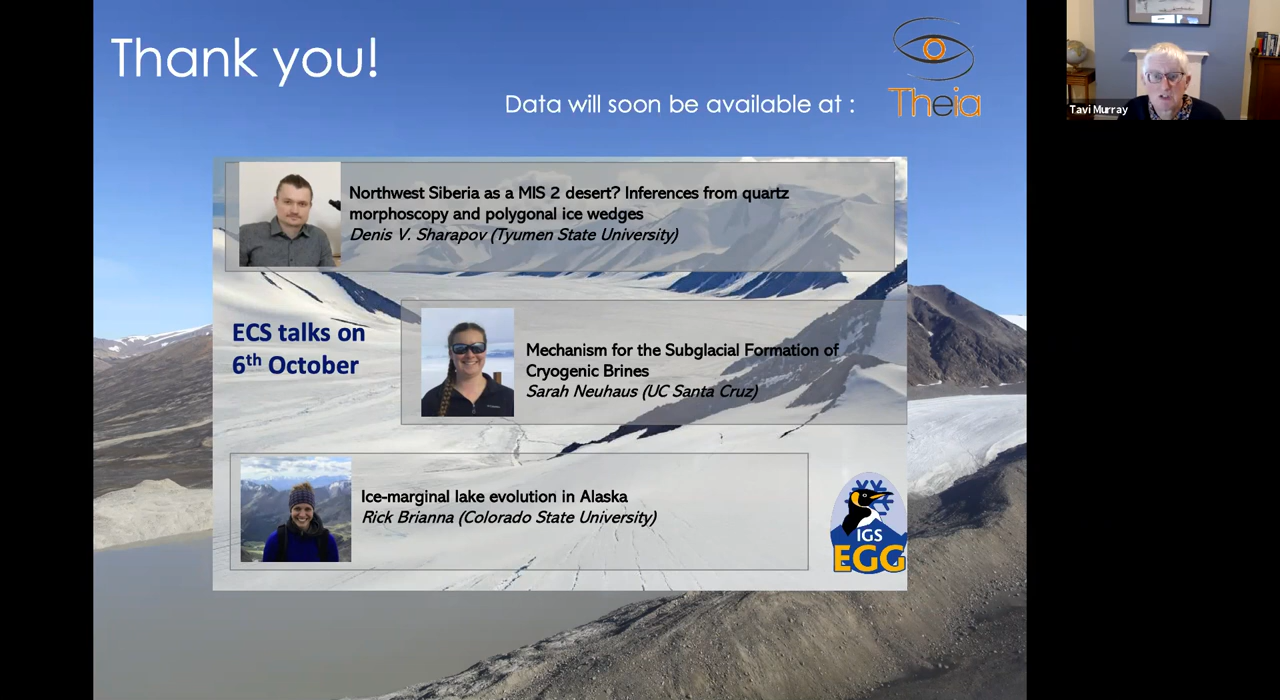 Thank you!
Data will soon be available at :
Theia
Tavi Murray
Northwest Siberia as a MIS 2 desert? Inferences from quartz
morphoscopy and polygonal ice wedges
Denis V. Sharapov (Tyumen State University)
ECS talks on
6th October
Mechanism for the Subglacial Formation of
Cryogenic Brines
Sarah Neuhaus (UC Santa Cruz)
Ice-marginal lake evolution in Alaska
Rick Brianna (Colorado State University)
IGS
EGG